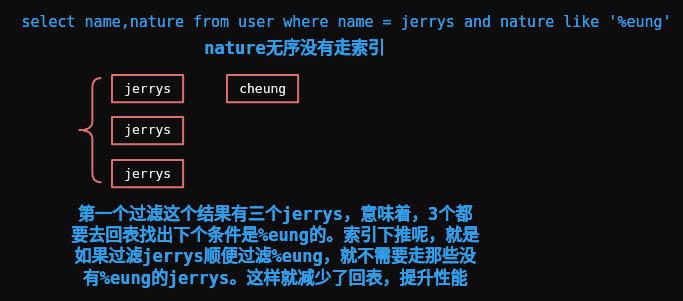 select name,nature from user where name = jerrys and nature like '%eung'
nature无序没有走索引
jerrys cheung
jerrys
jerrys
第一个过滤这个结果有三个jerrys，意味着，3个都
要去回表找出下个条件是%eung的。索引下推呢，就是
如果过滤jerrys顺便过滤%eung，就不需要走那些没
有%eung的jerrys。这样就减少了回表，提升性能